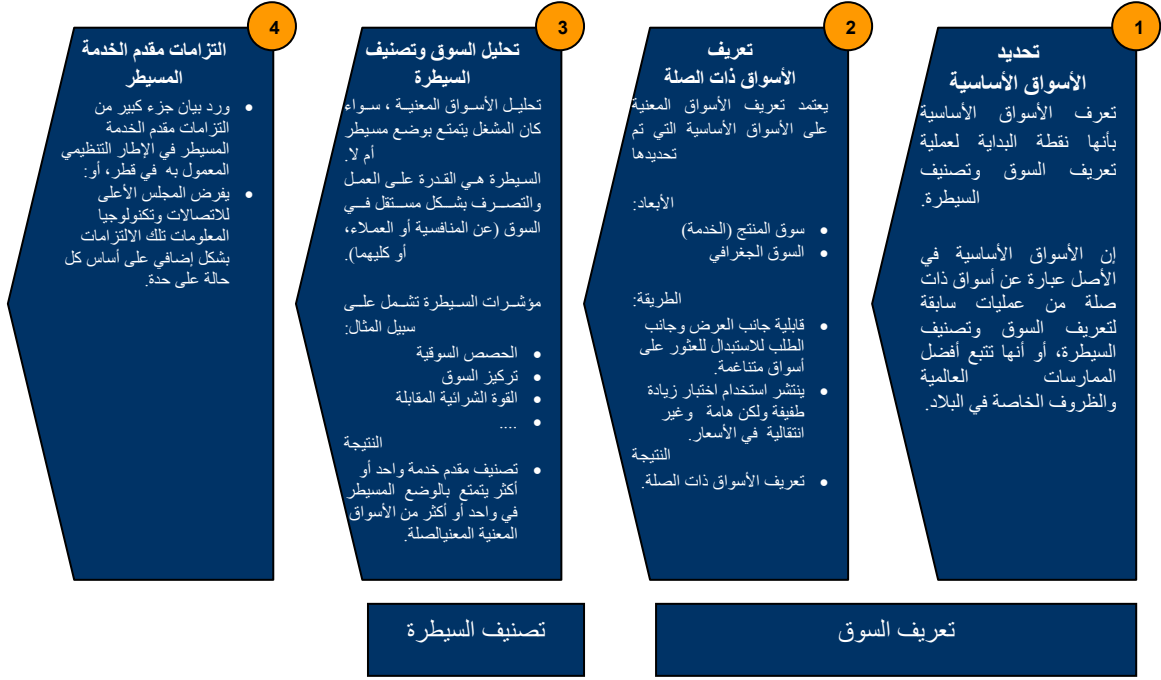 1
تحديد
الأسواق الأساسية
تعرف الأسواق الأساسية
بأنها نقطة البداية لعملية
تعريف السوق وتصنيف
السيطرة.
إن الأسواق الأساسية في
الأصل عبارة عن أسواق ذات
صلة من عمليات سابقة
لتعريف السوق وتصنيف
السيطرة، أو أنها تتبع أفضل
الممارسات العالمية
والظروف الخاصة في البلاد.
2
تعريف
الأسواق ذات الصلة
يعتمد تعريف الأسواق المعنية
على الأسواق الأساسية التي تم
تحديدها
الأبعاد:
• سوق المنتج (الخدمة)
• السوق الجغرافي
الطريقة:
• قابلية جانب العرض وجانب
الطلب للاستبدال للعثور على
أسواق متناغمة.
• ينتشر استخدام اختبار زيادة
طفيفة ولكن هامة وغير
انتقالية في الأسعار.
النتيجة
• تعريف الأسواق ذات الصلة.
3
تحليل السوق وتصنيف
السيطرة
تحليل الأسواق المعنية ، سواء
كان المشغل يتمتع بوضع مسيطر
أم لا.
السيطرة هي القدرة على العمل
والتصرف بشكل مستقل في
السوق (عن المنافسية أو العملاء،
أو كليهما).
مؤشرات السيطرة تشمل على
سبيل المثال:
• الحصص السوقية
• تركيز السوق
• القوة الشرائية المقابلة
• ....
النتيجة
• تصنيف مقدم خدمة واحد أو
أكثر يتمتع بالوضع المسيطر
في واحد أو أكثر من الأسواق
المعنية المعنيالصلة.
4
التزامات مقدم الخدمة
المسيطر
• ورد بيان جزء كبير من
التزامات مقدم الخدمة
المسيطر في الإطار التنظيمي
المعمول به في قطر، أو:
• يفرض المجلس الأعلى
للاتصالات وتكنولوجيا
المعلومات تلك الالتزامات
بشكل إضافي على أساس كل
حالة على حدة.
تعريف السوق
تصنيف السيطرة